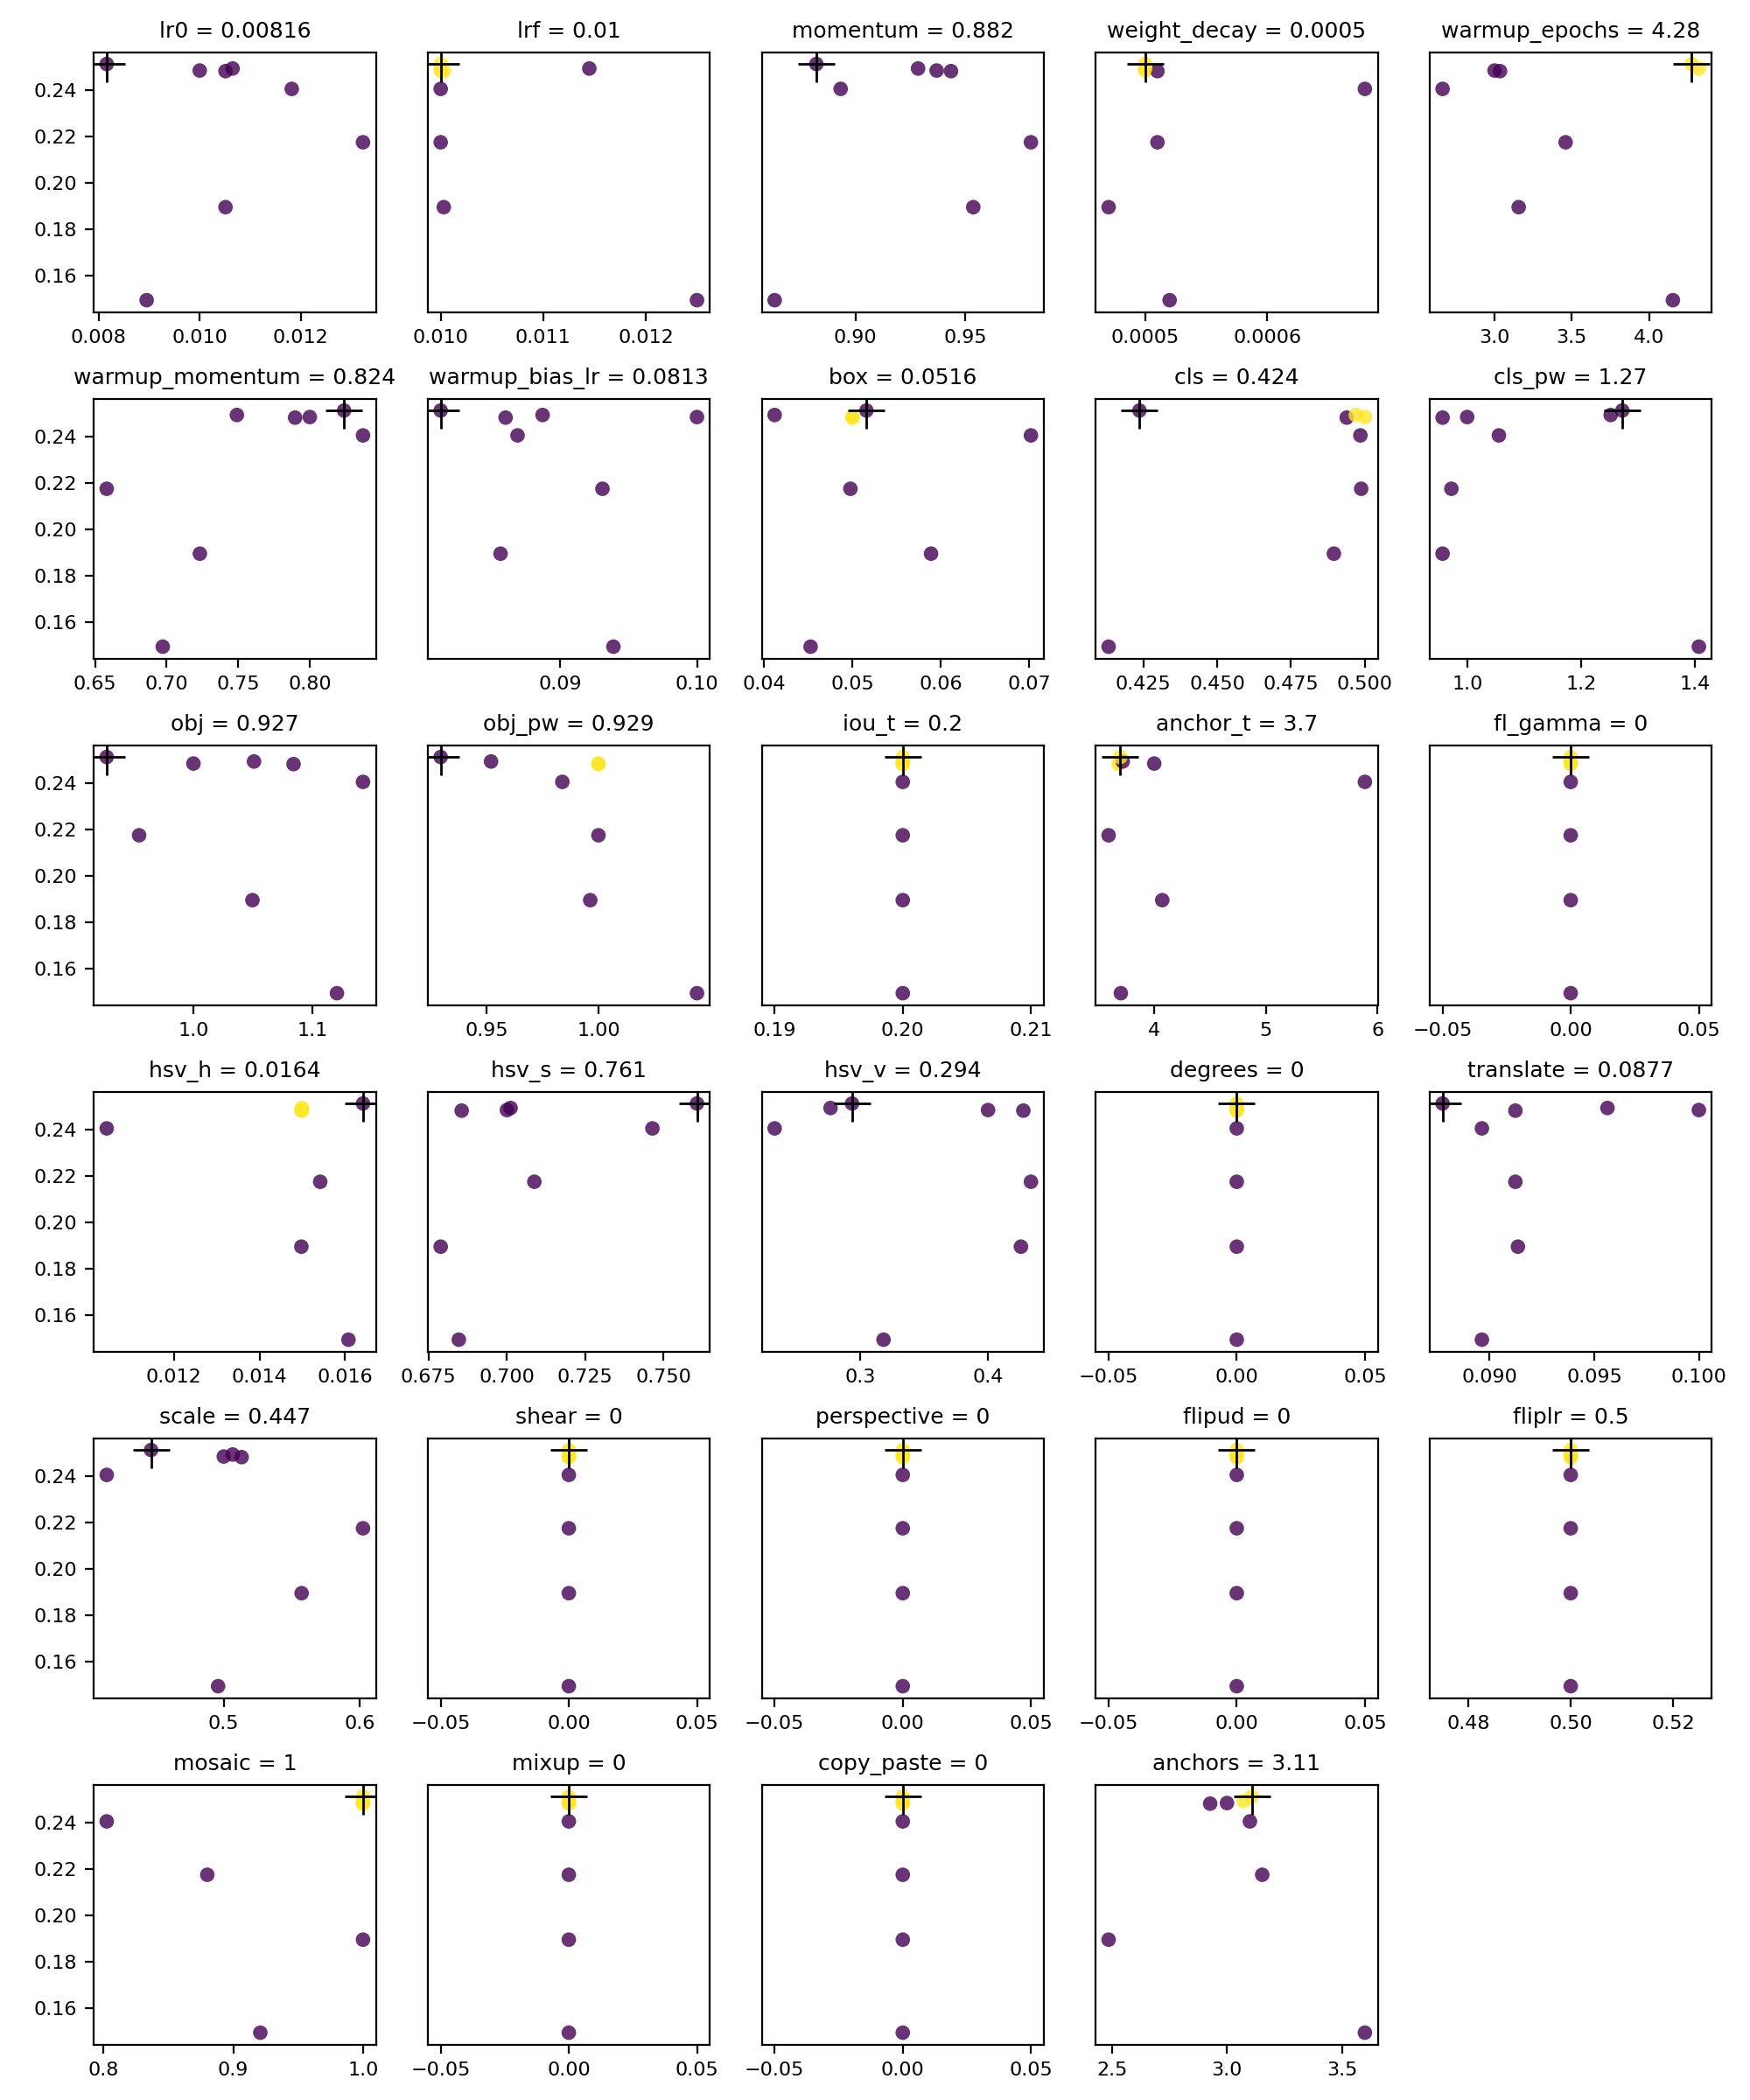 lr0 = 0.00816 lrf = 0.01 momentum = 0.882 weight_decay = 0.0005 warmup_epochs = 4.28
0.24
0.22
0.20
0.18
0.16
0.008 0.010 0.012 0.010 0.011 0.012 0.90 0.95 0.0005 0.0006 3.0 3.5 4.0
warmup_momentum = 0.824 warmup_bias_lr = 0.0813 box = 0.0516 cls = 0.424 cls_pw = 1.27
0.24
0.22
0.20
0.18
0.16
0.65 0.70 0.75 0.80 0.09 0.10 0.04 0.05 0.06 0.07 0.425 0.450 0.475 0.500 1.0 1.2 1.4
obj = 0.927 obj_pw = 0.929 iou_t = 0.2 anchor_t = 3.7 fl_gamma = 0
0.24
0.22
0.20
0.18
0.16
1.0 1.1 0.95 1.00 0.19 0.20 0.21 4 5 6 −0.05 0.00 0.05
hsv_h = 0.0164 hsv_s = 0.761 hsv_v = 0.294 degrees = 0 translate = 0.0877
0.24
0.22
0.20
0.18
0.16
0.012 0.014 0.016 0.675 0.700 0.725 0.750 0.3 0.4 −0.05 0.00 0.05 0.090 0.095 0.100
scale = 0.447 shear = 0 perspective = 0 flipud = 0 fliplr = 0.5
0.24
0.22
0.20
0.18
0.16
0.5 0.6 −0.05 0.00 0.05 −0.05 0.00 0.05 −0.05 0.00 0.05 0.48 0.50 0.52
mosaic = 1 mixup = 0 copy_paste = 0 anchors = 3.11
0.24
0.22
0.20
0.18
0.16
0.8 0.9 1.0 −0.05 0.00 0.05 −0.05 0.00 0.05 2.5 3.0 3.5